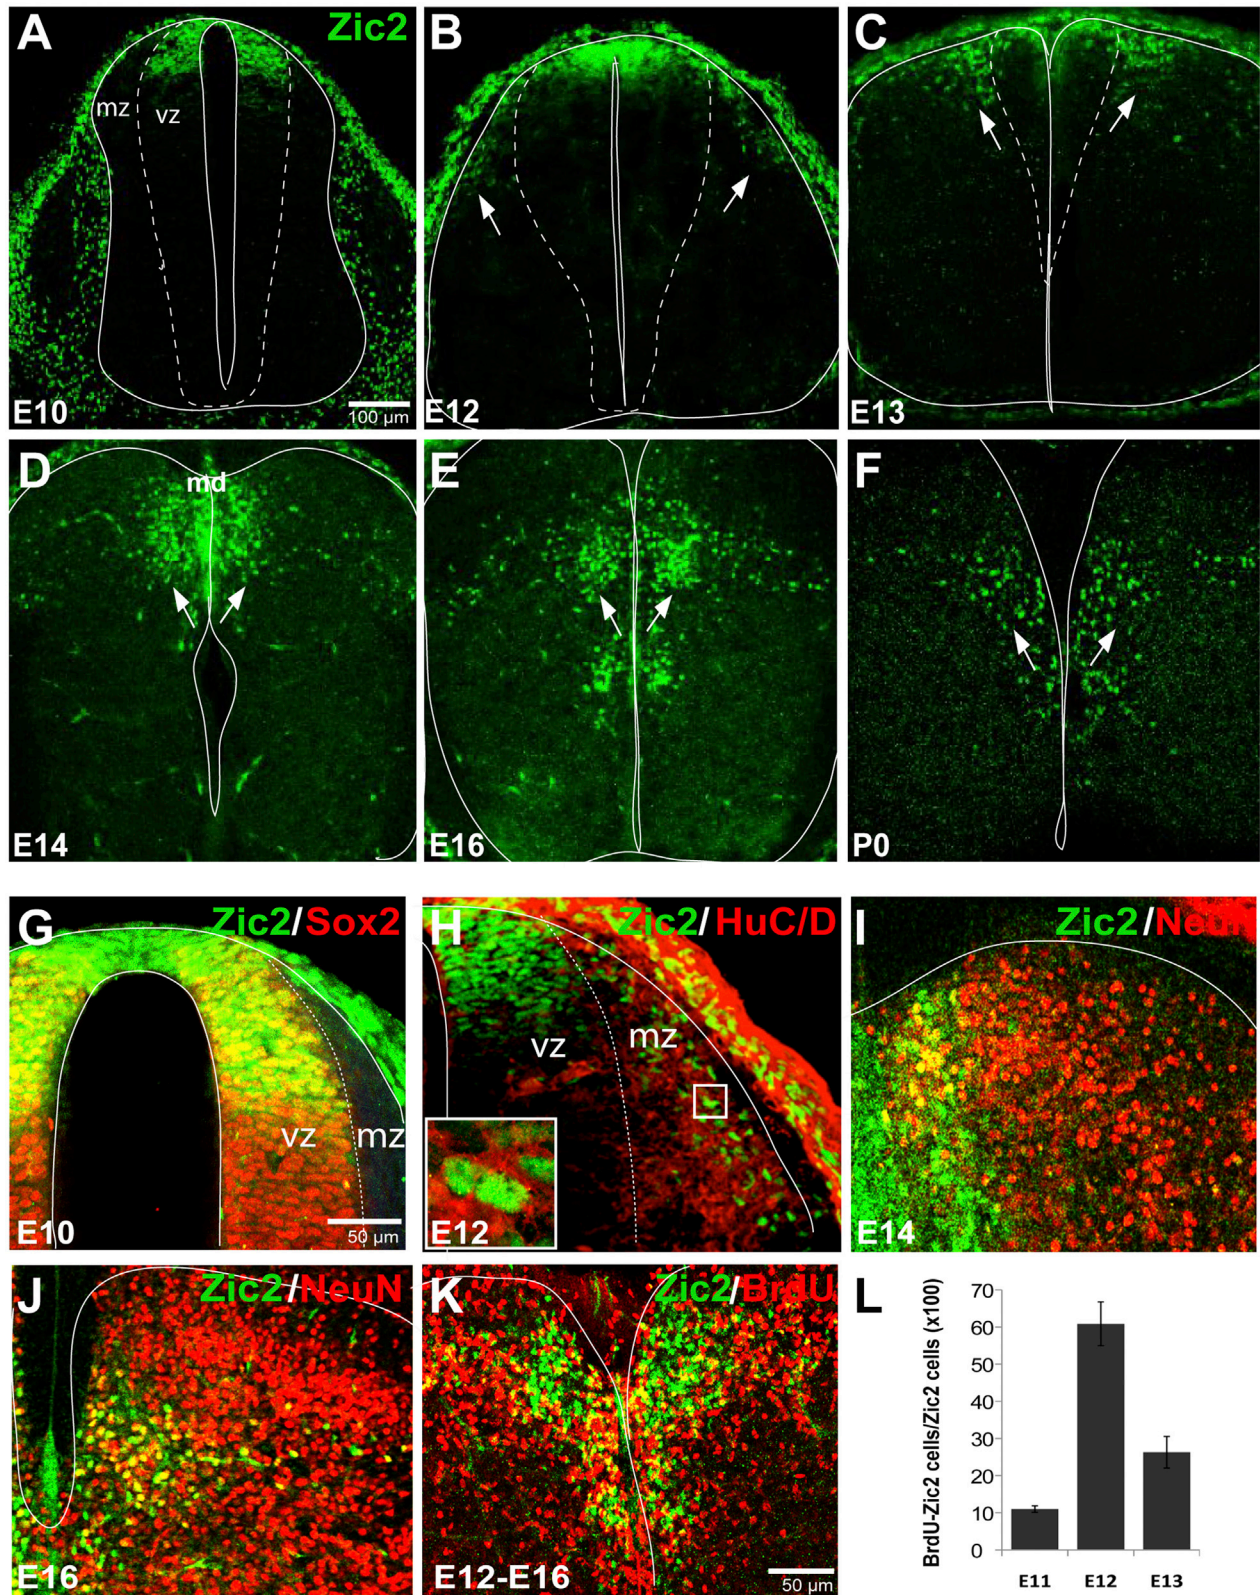 A
Zic2
mz
vz
E10
100 µm
B
E12
C
E13
D
md
E14
E
E16
F
P0
G
Zic2/Sox2
vz
mz
E10
50 µm
H
Zic2/HuC/D
vz
mz
E12
I
Zic2/NeuN
E14
J
Zic2/NeuN
E16
K
Zic2/BrdU
E12-E16
50 µm
L
BrdU-Zic2 cells/Zic2 cells (x100)
70
60
50
40
30
20
10
0
E11 E12 E13